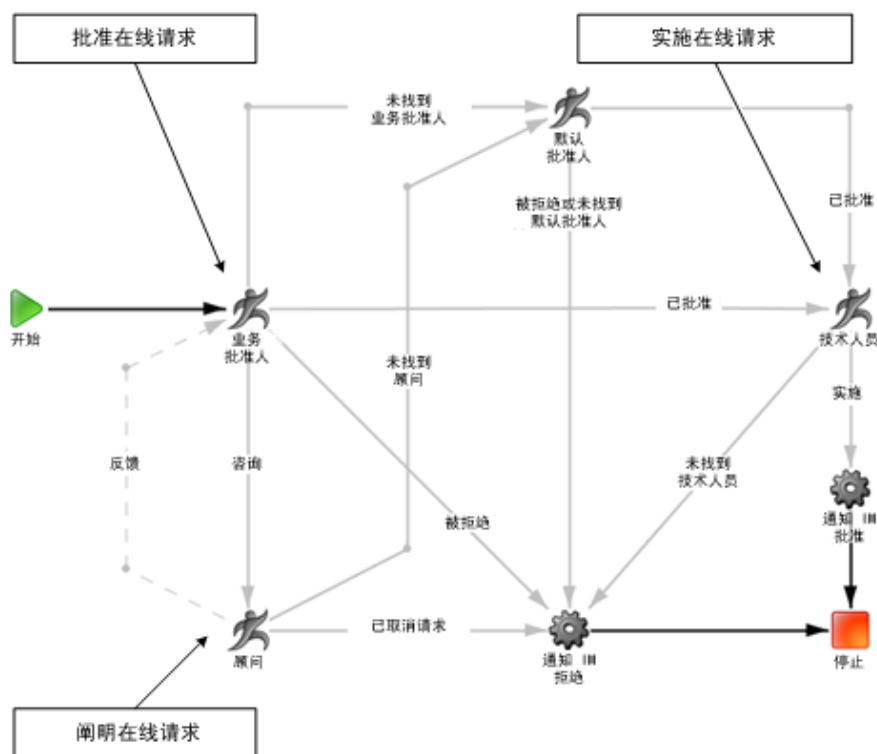 批准在线请求
实施在线请求
未找到
业务批准人
默认
批准人
被拒绝或未找到
默认批准人
已批准
已批准
开始
业务
批准人
技术人员
未找到
顾问
实施
反馈
咨询
未找到
技术人员
被拒绝
通知 IM
批准
已取消请求
顾问
通知 IM
拒绝
停止
阐明在线请求